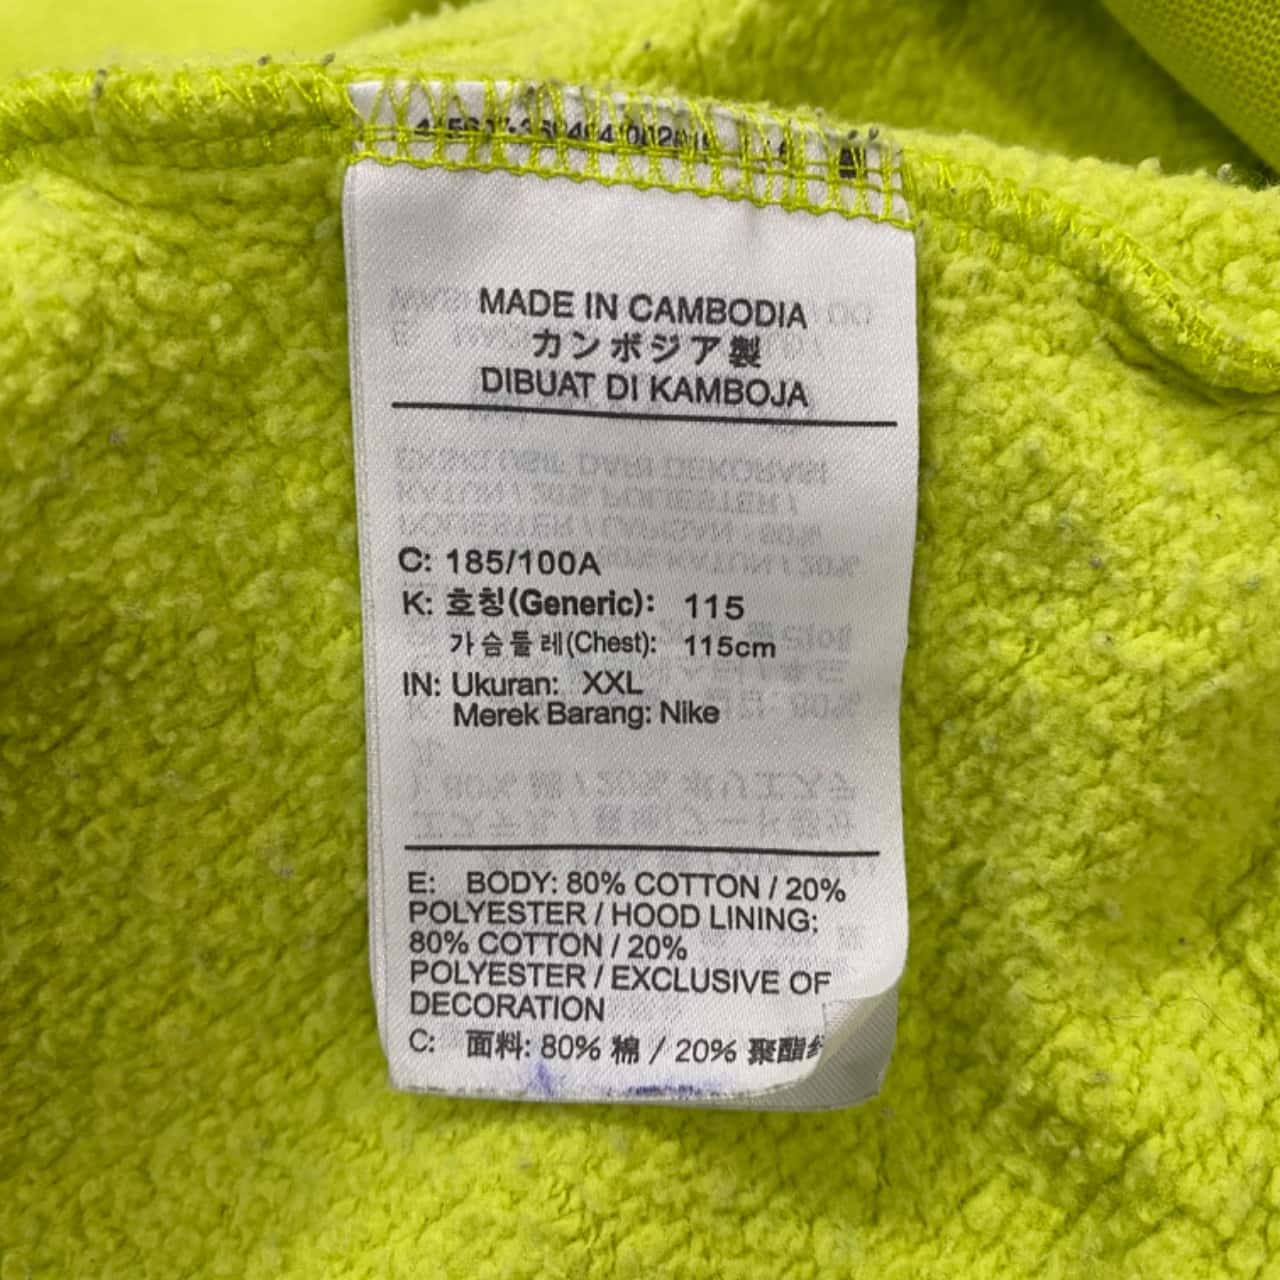 MADE IN CAMBODIA
カンボジア製
DIBUAT DI KAMBOJA
C: 185/100A
K: 호칭(Generic): 115
가슴둘레(Chest): 115cm
IN: Ukuran: XXL
Merek Barang: Nike
E: BODY: 80% COTTON / 20%
POLYESTER / HOOD LINING:
80% COTTON / 20%
POLYESTER / EXCLUSIVE OF
DECORATION
C: 面料: 80% 棉 / 20% 聚酯